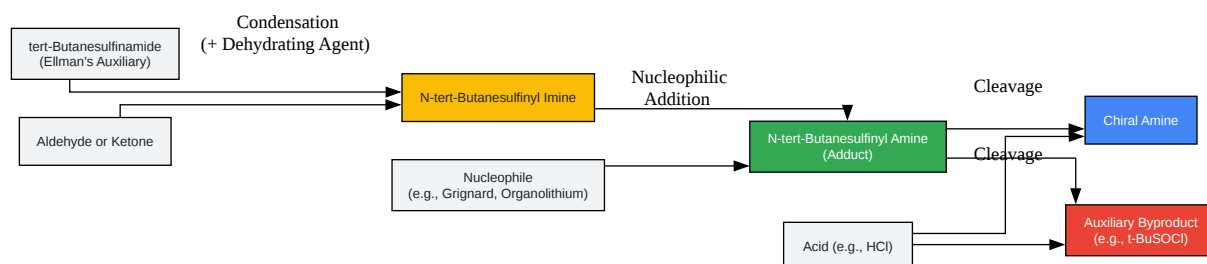 Condensation
(+ Dehydrating Agent)
tert-Butanesulfinamide
(Ellman's Auxiliary)
Aldehyde or Ketone
N-tert-Butanesulfinyl Imine
Nucleophilic
Addition
Nucleophile
(e.g., Grignard, Organolithium)
N-tert-Butanesulfinyl Amine
(Adduct)
Cleavage
Cleavage
Chiral Amine
Acid (e.g., HCl)
Auxiliary Byproduct
(e.g., t-BuSOCl)